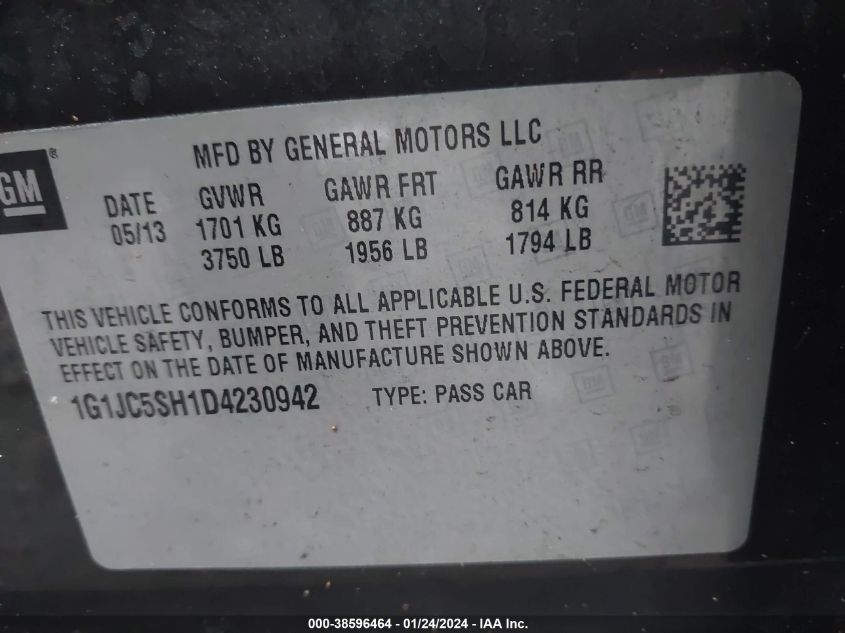 MFD BY GENERAL MOTORS LLC
GM®
DATE GVWR GAWR FRT GAWR RR
05/13 1701 KG 887 KG 814 KG
3750 LB 1956 LB 1794 LB
THIS VEHICLE CONFORMS TO ALL APPLICABLE U.S. FEDERAL MOTOR
VEHICLE SAFETY, BUMPER, AND THEFT PREVENTION STANDARDS IN
EFFECT ON THE DATE OF MANUFACTURE SHOWN ABOVE.
1G1JC5SH1D4230942 TYPE: PASS CAR
000-38596464 - 01/24/2024 - IAA Inc.